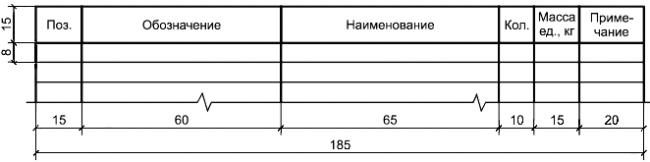 15
Поз.
Обозначение
Наименование
Кол.
Масса
ед., кг
Приме-
чание
8
15 60 65 10 15 20
185